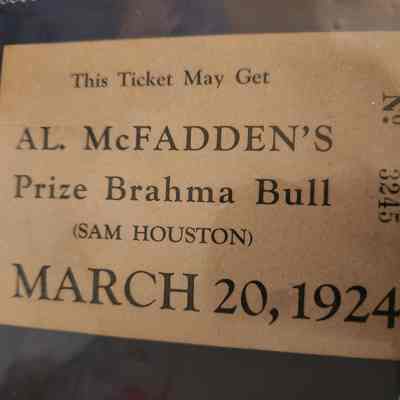 This Ticket May Get
AL. McFADDEN'S
Prize Brahma Bull
(SAM HOUSTON)
MARCH 20, 1924
No. 3245